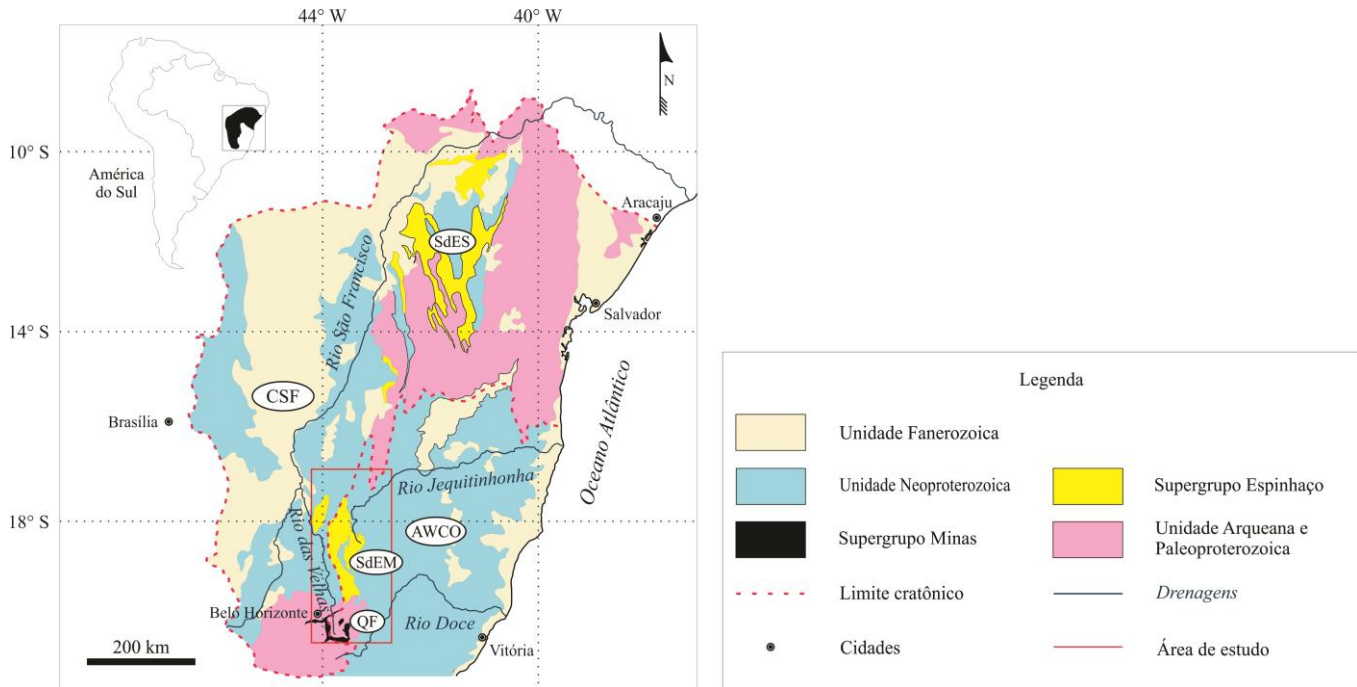 44° W
40° W
N
América
do Sul
10° S
Aracaju
SdES
Rio São Francisco
Salvador
14° S
CSF
Brasília
Oceano Atlântico
Rio Jequitinhonha
18° S
AWCO
Rio das Velhas
SdEM
Belo Horizonte
QF
Rio Doce
Vitória
200 km
Legenda
Unidade Fanerozoica
Unidade Neoproterozoica
Supergrupo Espinhaço
Supergrupo Minas
Unidade Arqueana e
Paleoproterozoica
Limite cratônico
Drenagens
Cidades
Área de estudo